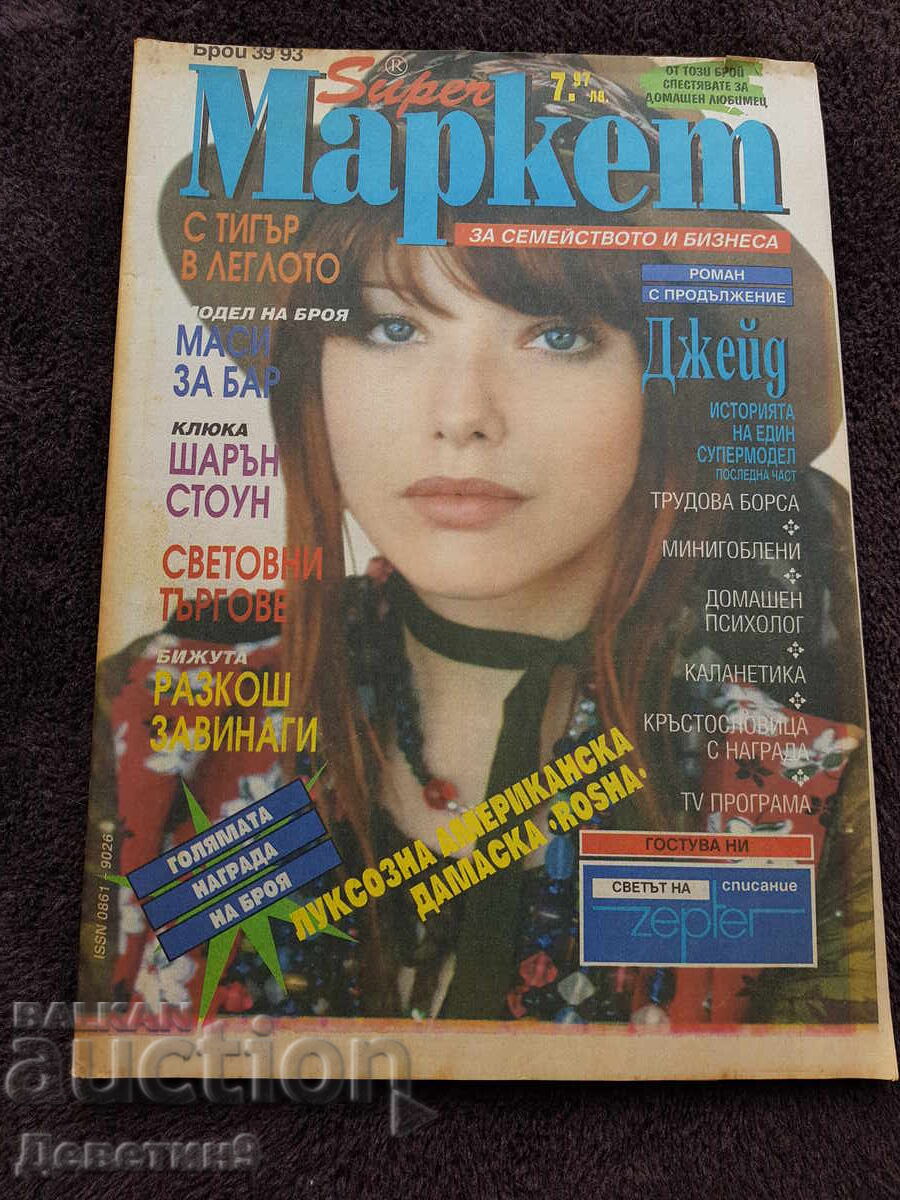 Брой 39'93
Super ®
Маркет
7.97 лв.
ОТ ТОЗИ БРОЙ
СПЕСТЯВАТЕ ЗА
ДОМАШЕН ЛЮБИМЕЦ
ЗА СЕМЕЙСТВОТО И БИЗНЕСА
С ТИГЪР
В ЛЕГЛОТО
МОДЕЛ НА БРОЯ
МАСИ
ЗА БАР
КЛЮКА
ШАРЪН
СТОУН
СВЕТОВНИ
ТЪРГОВЕ
БИЖУТА
РАЗКОШ
ЗАВИНАГИ
РОМАН
С ПРОДЪЛЖЕНИЕ
Джейд
ИСТОРИЯТА
НА ЕДИН
СУПЕРМОДЕЛ
ПОСЛЕДНА ЧАСТ
ТРУДОВА БОРСА
МИНИГОБЛЕНИ
ДОМАШЕН
ПСИХОЛОГ
КАЛАНЕТИКА
КРЪСТОСЛОВИЦА
С НАГРАДА
TV ПРОГРАМА
ГОЛЯМАТА
НАГРАДА
НА БРОЯ
ЛУКСОЗНА АМЕРИКАНСКА
ДАМАСКА "ROSHA"
ГОСТУВА НИ
СВЕТЪТ НА
списание
zepter
ISSN 0861 - 9026
BALKAN
auction
Деветин9